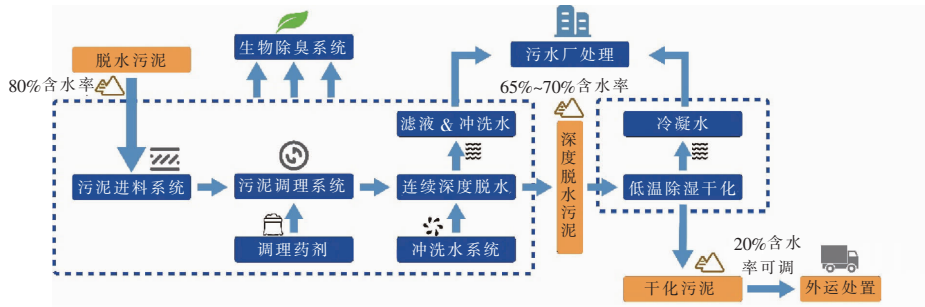 脱水污泥
80%含水率
生物除臭系统
污水厂处理
65%~70%含水率
滤液 & 冲洗水
冷凝水
污泥进料系统
污泥调理系统
连续深度脱水
深度脱水污泥
低温除湿干化
调理药剂
冲洗水系统
20%含水
率可调
干化污泥
外运处置